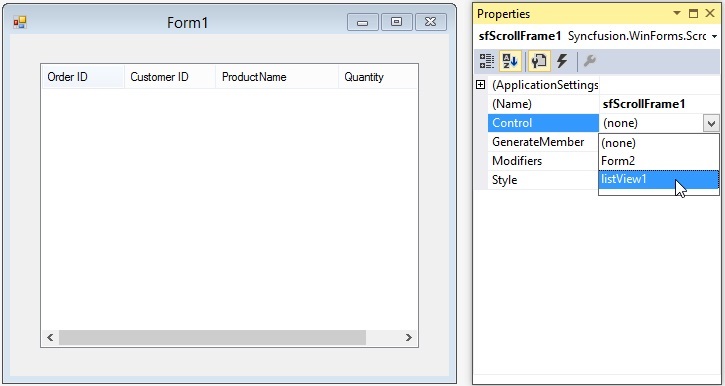 Form1
Order ID
Customer ID
ProductName
Quantity
Properties
sfScrollFrame1 Syncfusion.WinForms.Scrc
(ApplicationSettings
(Name) sfScrollFrame1
Control (none)
GenerateMember (none)
Modifiers Form2
Style listView1